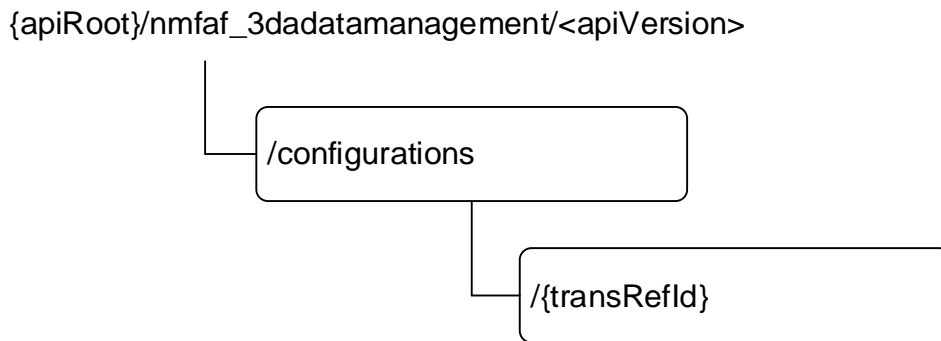 {apiRoot}/nmfaf_3dadatamanagement/<apiVersion>
/configurations
/{transRefId}